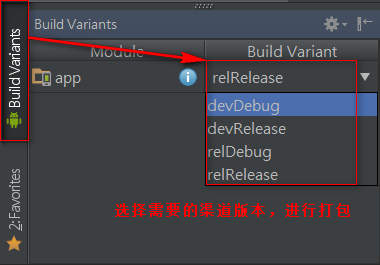 Build Variants
Build Variants
Module
Build Variant
app
relRelease
devDebug
devRelease
relDebug
relRelease
2: Favorites
选择需要的渠道版本，进行打包